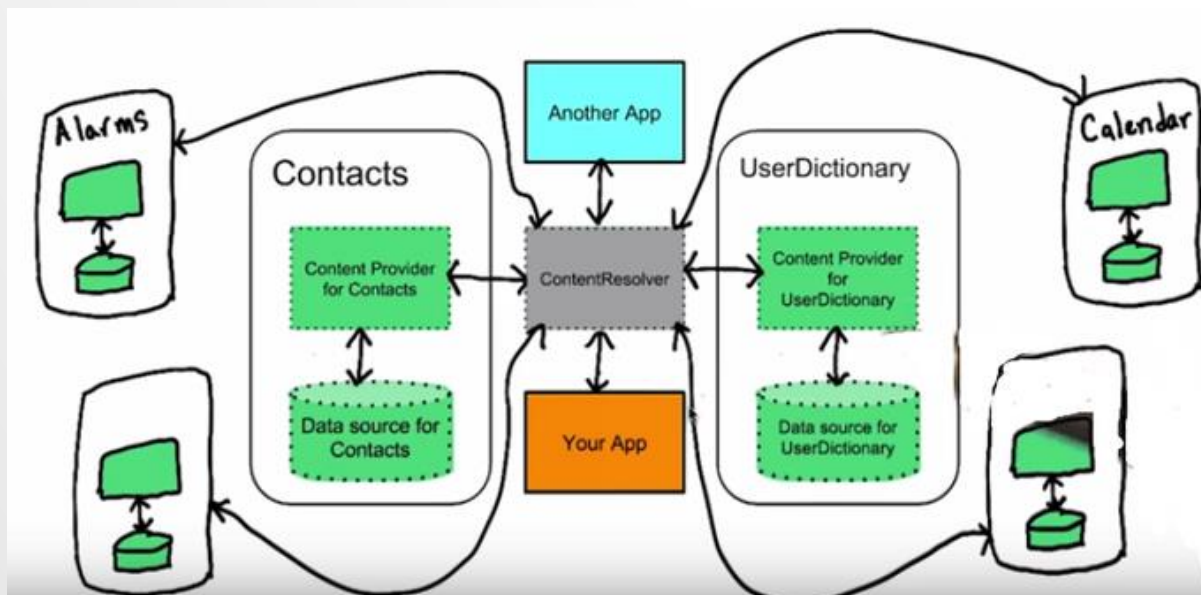 Alarms
Contacts
Content Provider
for Contacts
Data source for
Contacts
Another App
ContentResolver
Your App
UserDictionary
Content Provider
for
UserDictionary
Data source for
UserDictionary
Calendar